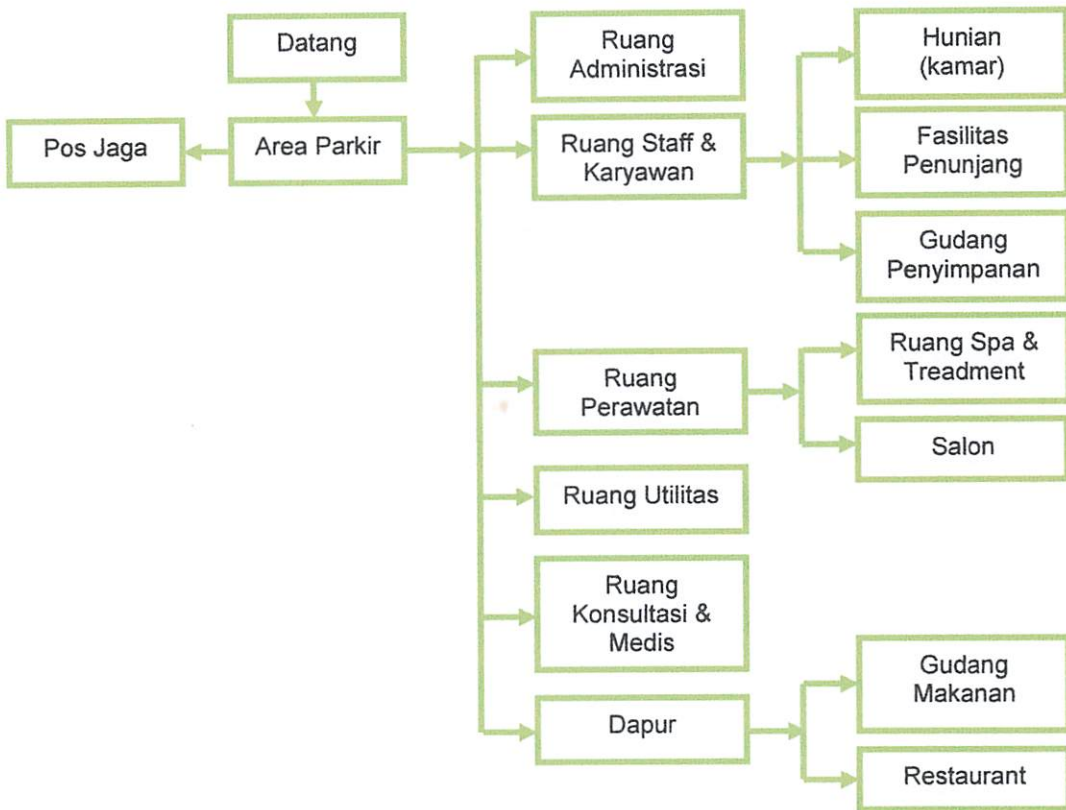 Datang
Pos Jaga
Area Parkir
Ruang
Administrasi
Ruang Staff &
Karyawan
Hunian
(kamar)
Fasilitas
Penunjang
Gudang
Penyimpanan
Ruang
Perawatan
Ruang Spa &
Treadment
Salon
Ruang Utilitas
Ruang
Konsultasi &
Medis
Dapur
Gudang
Makanan
Restaurant